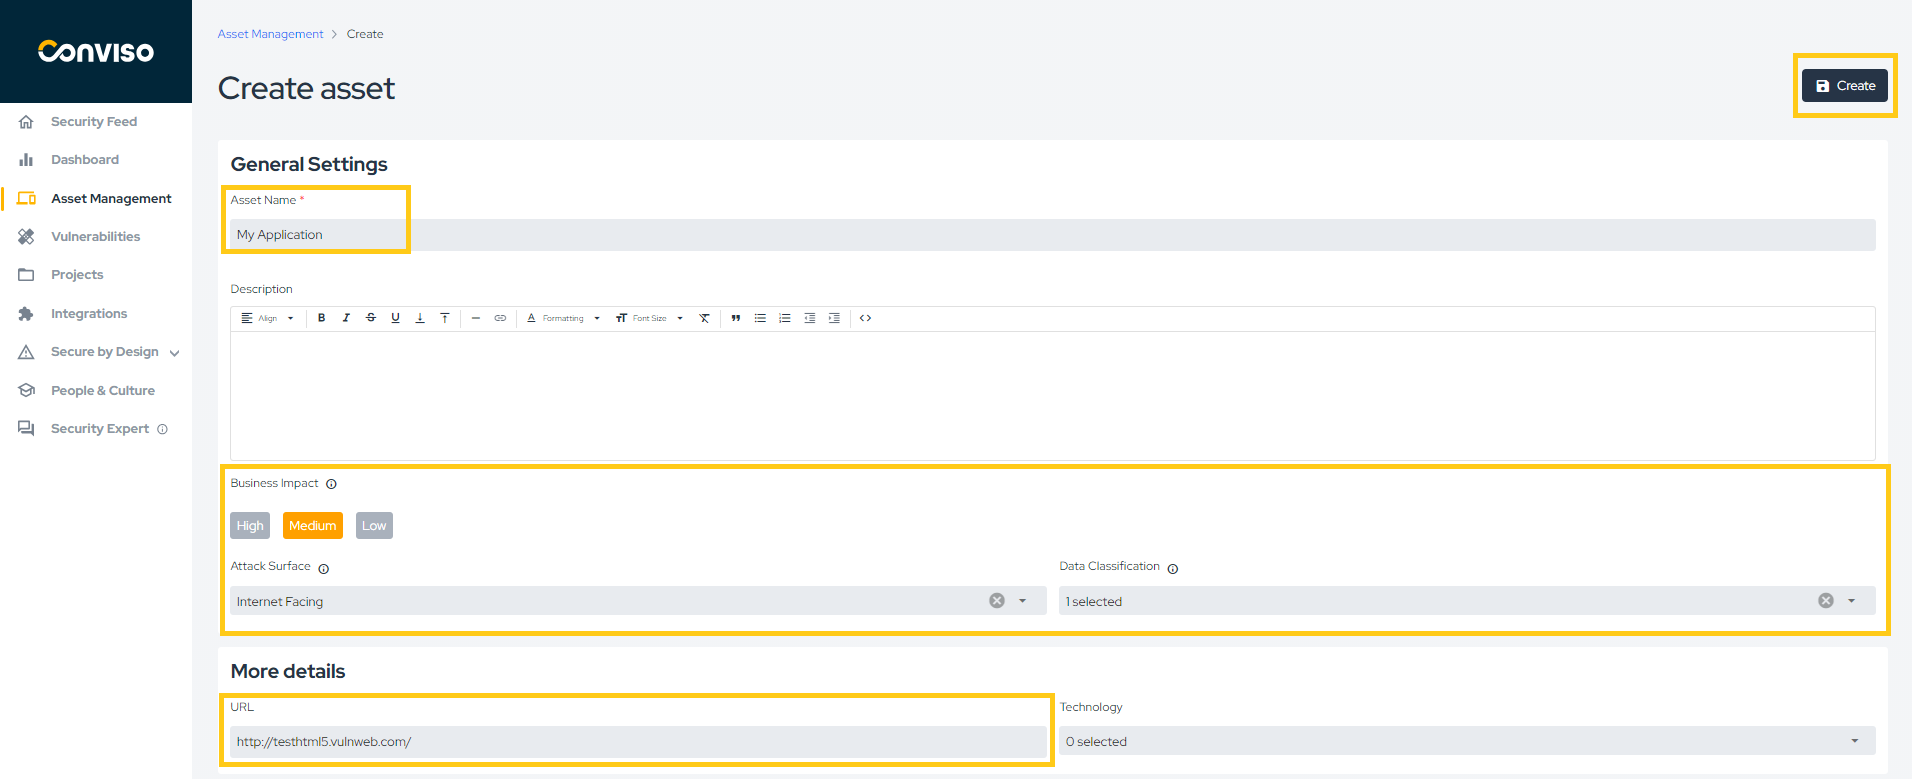 Conviso
Security Feed
Dashboard
Asset Management
Vulnerabilities
Projects
Integrations
Secure by Design
People & Culture
Security Expert
Asset Management > Create
Create asset
Create
General Settings
Asset Name *
My Application
Description
Align B I S U Formatting Font Size
Business Impact
High Medium Low
Attack Surface Data Classification
Internet Facing 1 selected
More details
URL Technology
http://testhtml5.vulnweb.com/ 0 selected